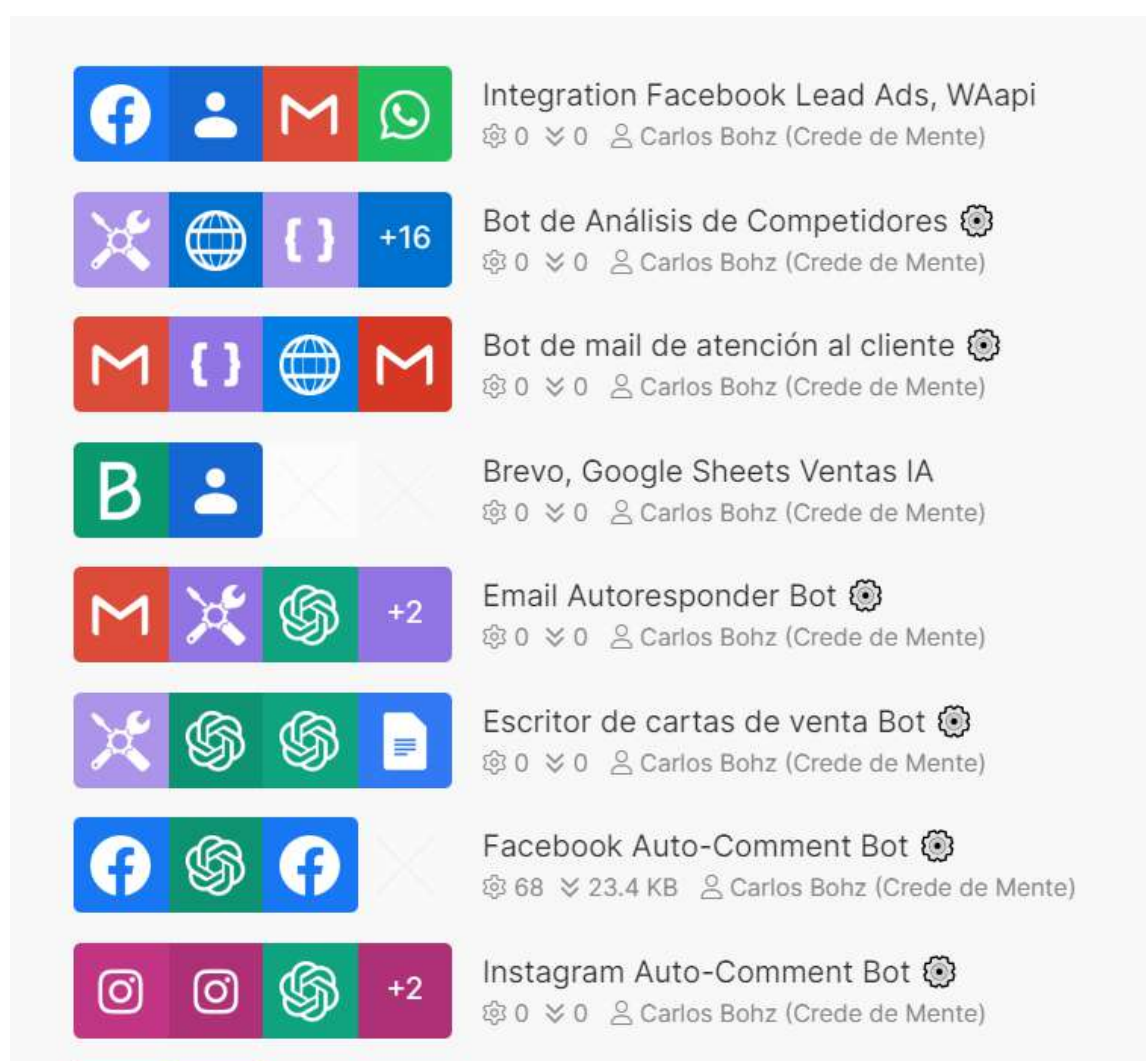 Integration Facebook Lead Ads, WAapi
0 0 Carlos Bohz (Crede de Mente)
Bot de Análisis de Competidores
+16
0 0 Carlos Bohz (Crede de Mente)
Bot de mail de atención al cliente
0 0 Carlos Bohz (Crede de Mente)
B
Brevo, Google Sheets Ventas IA
0 0 Carlos Bohz (Crede de Mente)
Email Autoresponder Bot
+2
0 0 Carlos Bohz (Crede de Mente)
Escritor de cartas de venta Bot
0 0 Carlos Bohz (Crede de Mente)
Facebook Auto-Comment Bot
68 23.4 KB Carlos Bohz (Crede de Mente)
Instagram Auto-Comment Bot
+2
0 0 Carlos Bohz (Crede de Mente)